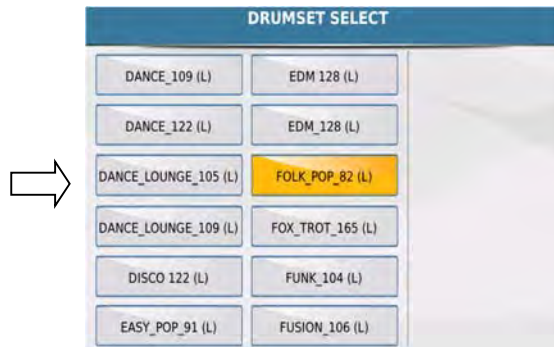 DRUMSET SELECT
DANCE_109 (L)
EDM 128 (L)
DANCE_122 (L)
EDM_128 (L)
DANCE_LOUNGE_105 (L)
FOLK_POP_82 (L)
DANCE_LOUNGE_109 (L)
FOX_TROT_165 (L)
DISCO 122 (L)
FUNK_104 (L)
EASY_POP_91 (L)
FUSION_106 (L)